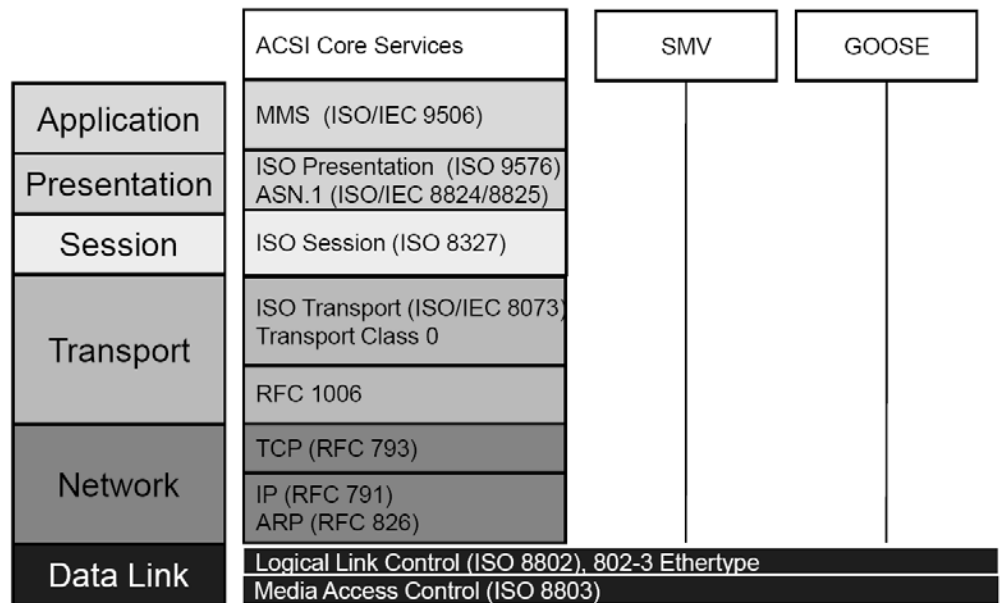 ACSI Core Services
SMV
GOOSE
Application
MMS (ISO/IEC 9506)
Presentation
ISO Presentation (ISO 9576)
ASN.1 (ISO/IEC 8824/8825)
Session
ISO Session (ISO 8327)
Transport
ISO Transport (ISO/IEC 8073)
Transport Class 0
RFC 1006
Network
TCP (RFC 793)
IP (RFC 791)
ARP (RFC 826)
Data Link
Logical Link Control (ISO 8802), 802-3 Ethertype
Media Access Control (ISO 8803)